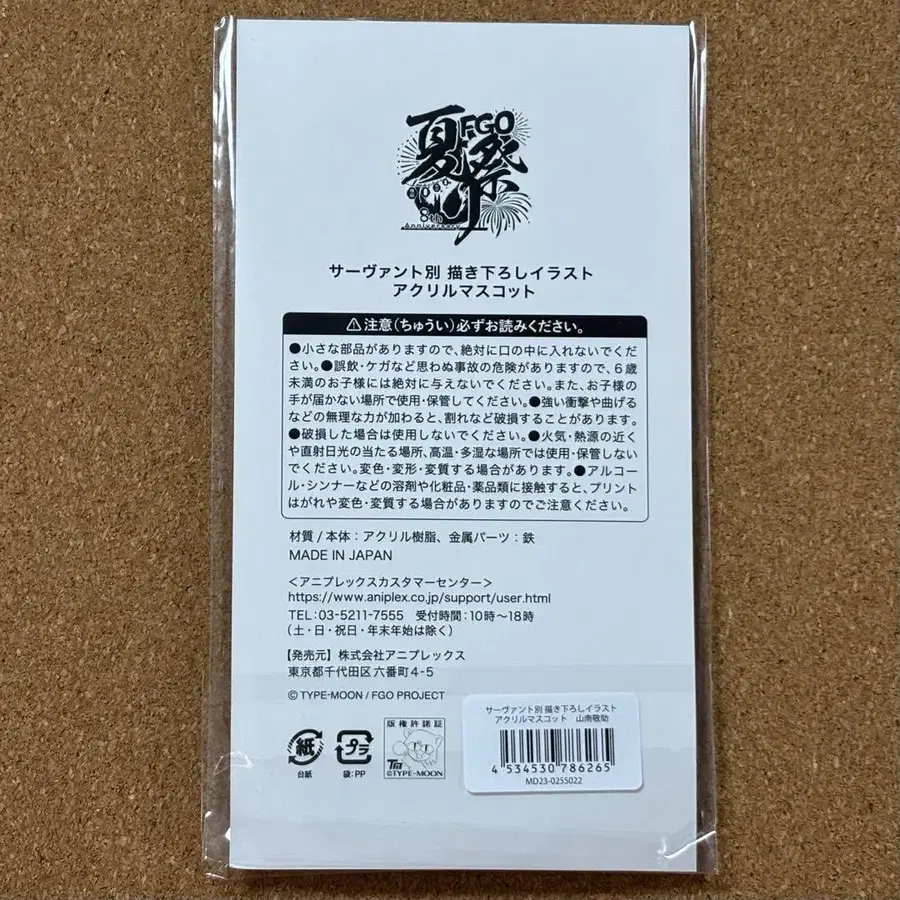 FGO
夏祭
2023
8th
Anniversary
サーヴァント別 描き下ろしイラスト
アクリルマスコット
⚠注意(ちゅうい)必ずお読みください。
●小さな部品がありますので、絶対に口の中に入れないでくだ
さい。●誤飲・ケガなど思わぬ事故の危険がありますので、6歳
未満のお子様には絶対に与えないでください。また、お子様の
手が届かない場所で使用・保管してください。●強い衝撃や曲げる
などの無理な力が加わると、割れなど破損することがあります。
●破損した場合は使用しないでください。●火気・熱源の近く
や直射日光の当たる場所、高温・多湿な場所では使用・保管しない
でください。変色・変形・変質する場合があります。●アルコー
ル・シンナーなどの溶剤や化粧品・薬品類に接触すると、プリント
はがれや変色・変質する場合がありますのでご注意ください。
材質/本体:アクリル樹脂、金属パーツ:鉄
MADE IN JAPAN
<アニプレックスカスタマーセンター>
https://www.aniplex.co.jp/support/user.html
TEL:03-5211-7555 受付時間:10時~18時
(土・日・祝日・年末年始は除く)
【発売元】株式会社アニプレックス
東京都千代田区六番町4-5
©TYPE-MOON / FGO PROJECT
紙
台紙
プラ
袋:PP
版権許諾証
TM
©TYPE-MOON
サーヴァント別 描き下ろしイラスト
アクリルマスコット 山南敬助
4 534530 786265
MD23-0255022